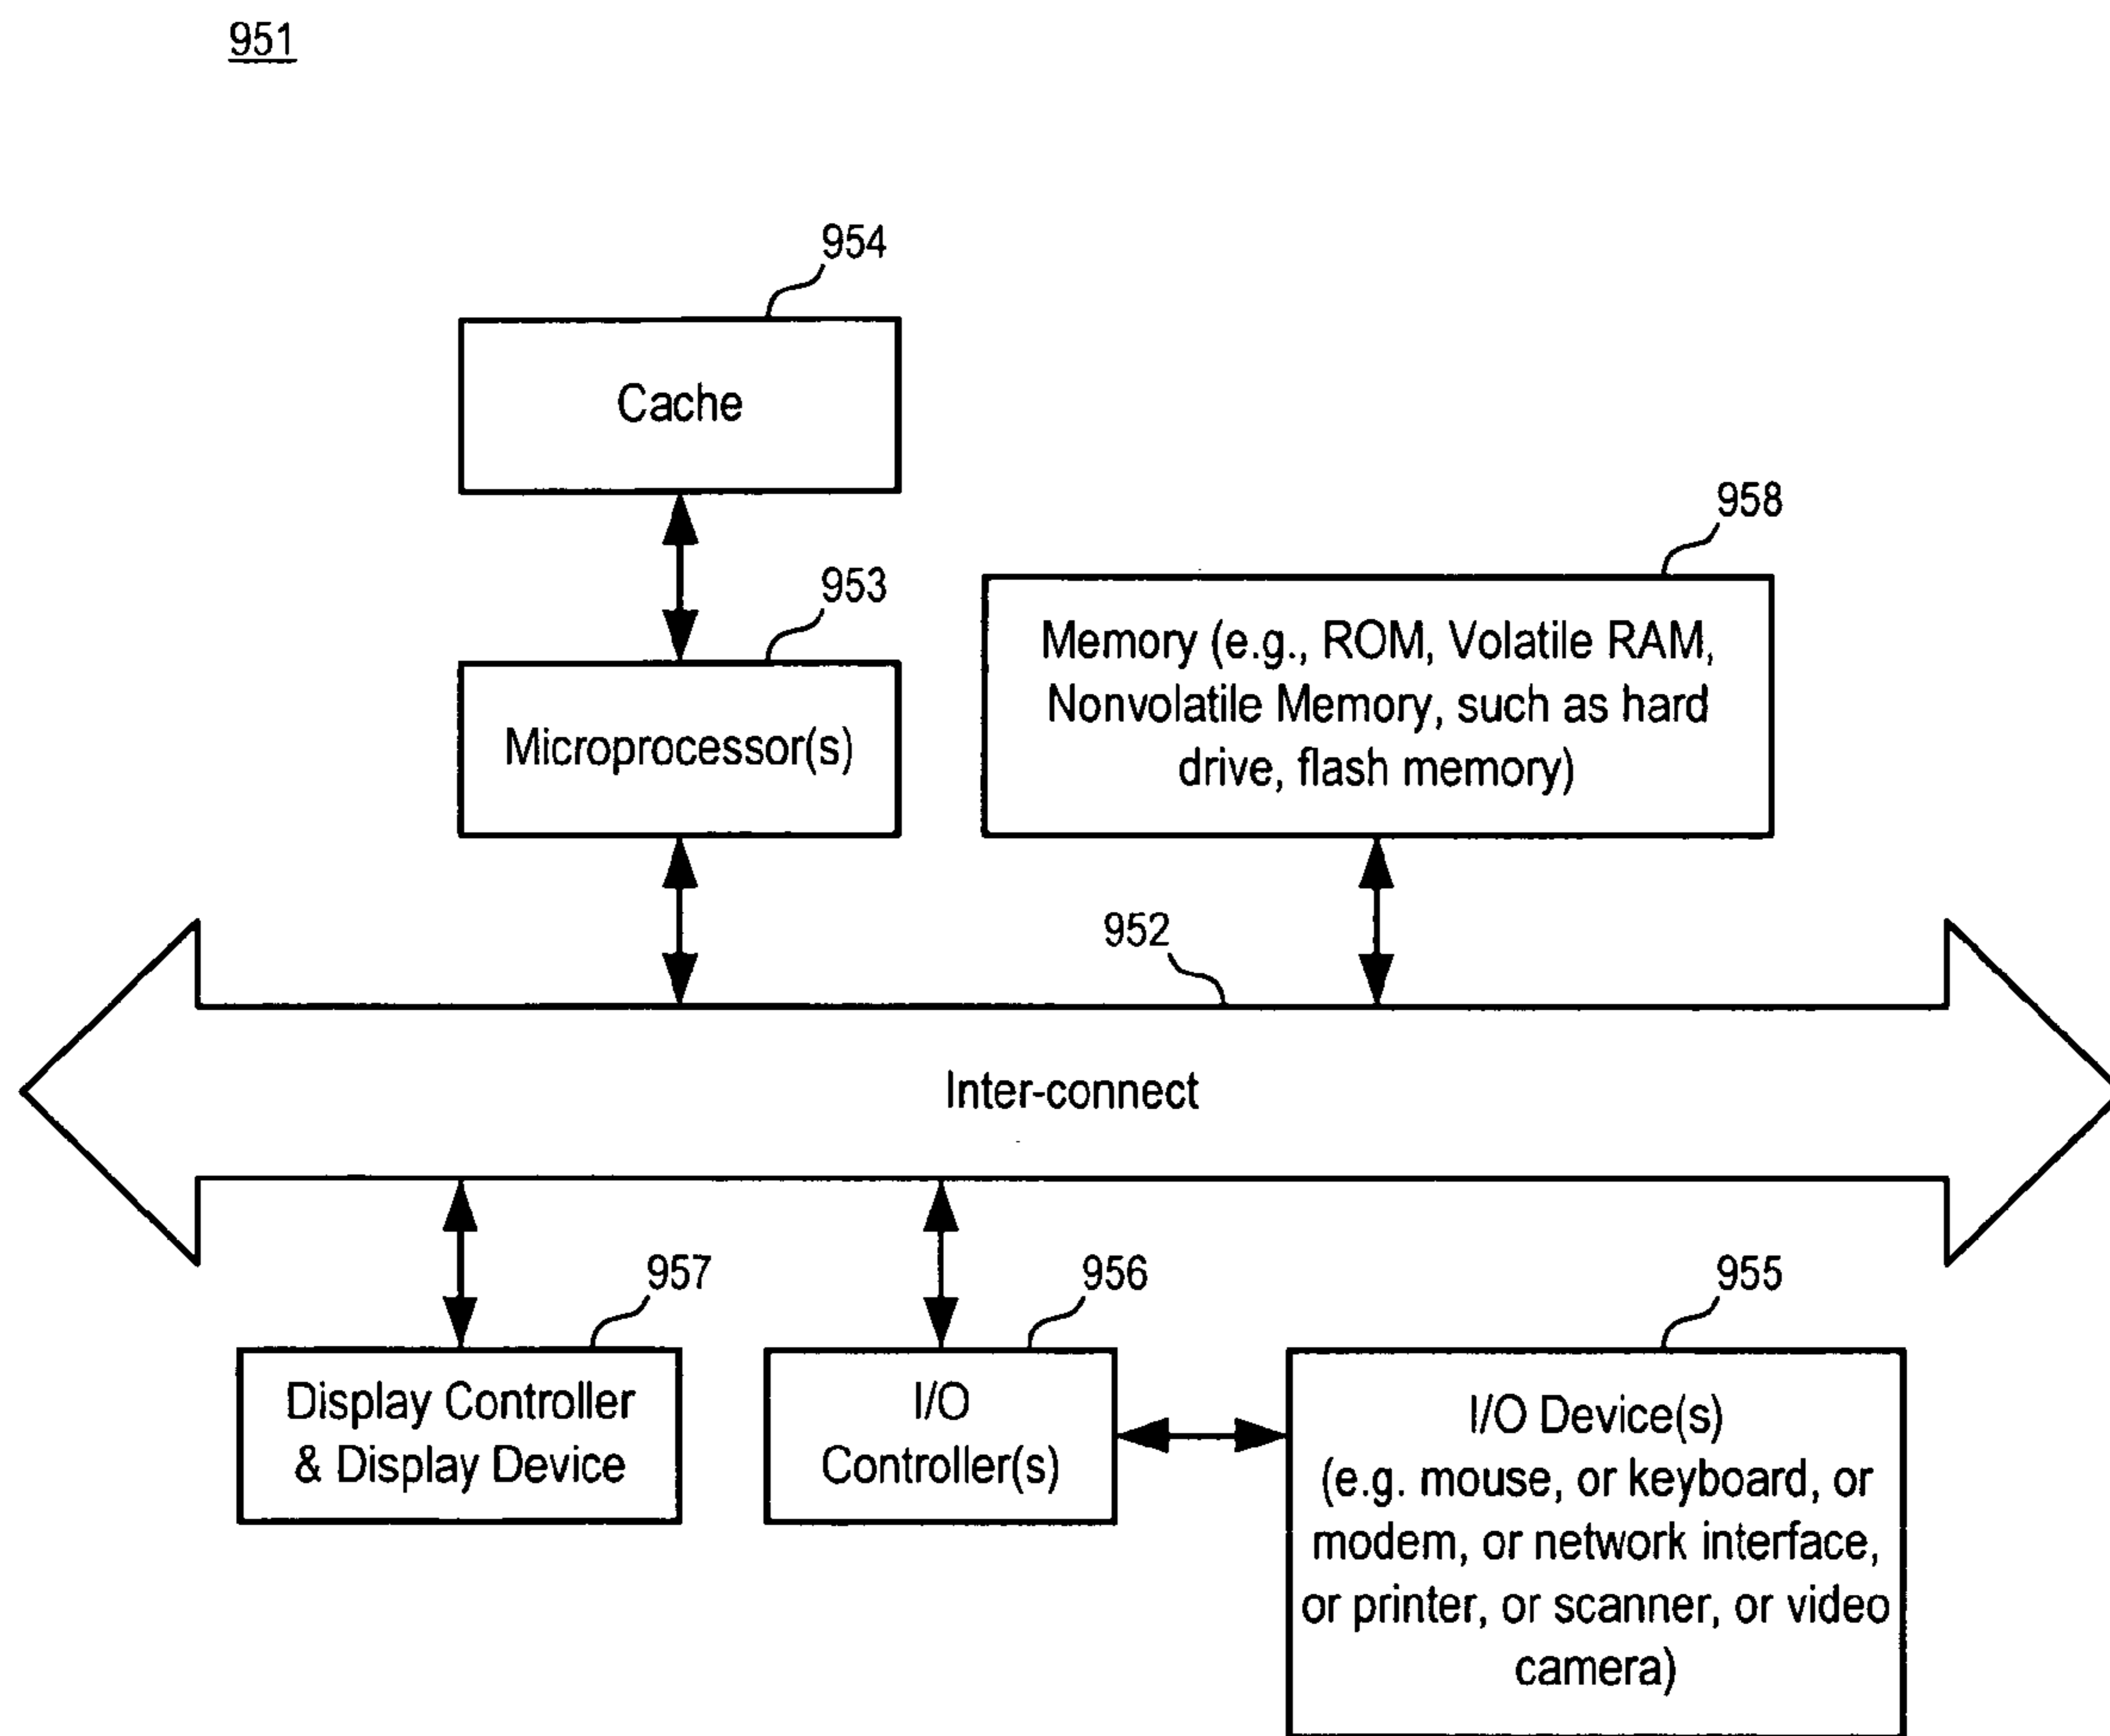 951
954
Cache
958
953
Memory (e.g., ROM, Volatile RAM,
Nonvolatile Memory, such as hard
drive, flash memory)
Microprocessor(s)
952
Inter-connect
957
956
955
Display Controller
& Display Device
I/O
Controller(s)
I/O Device(s)
(e.g. mouse, or keyboard, or
modem, or network interface,
or printer, or scanner, or video
camera)